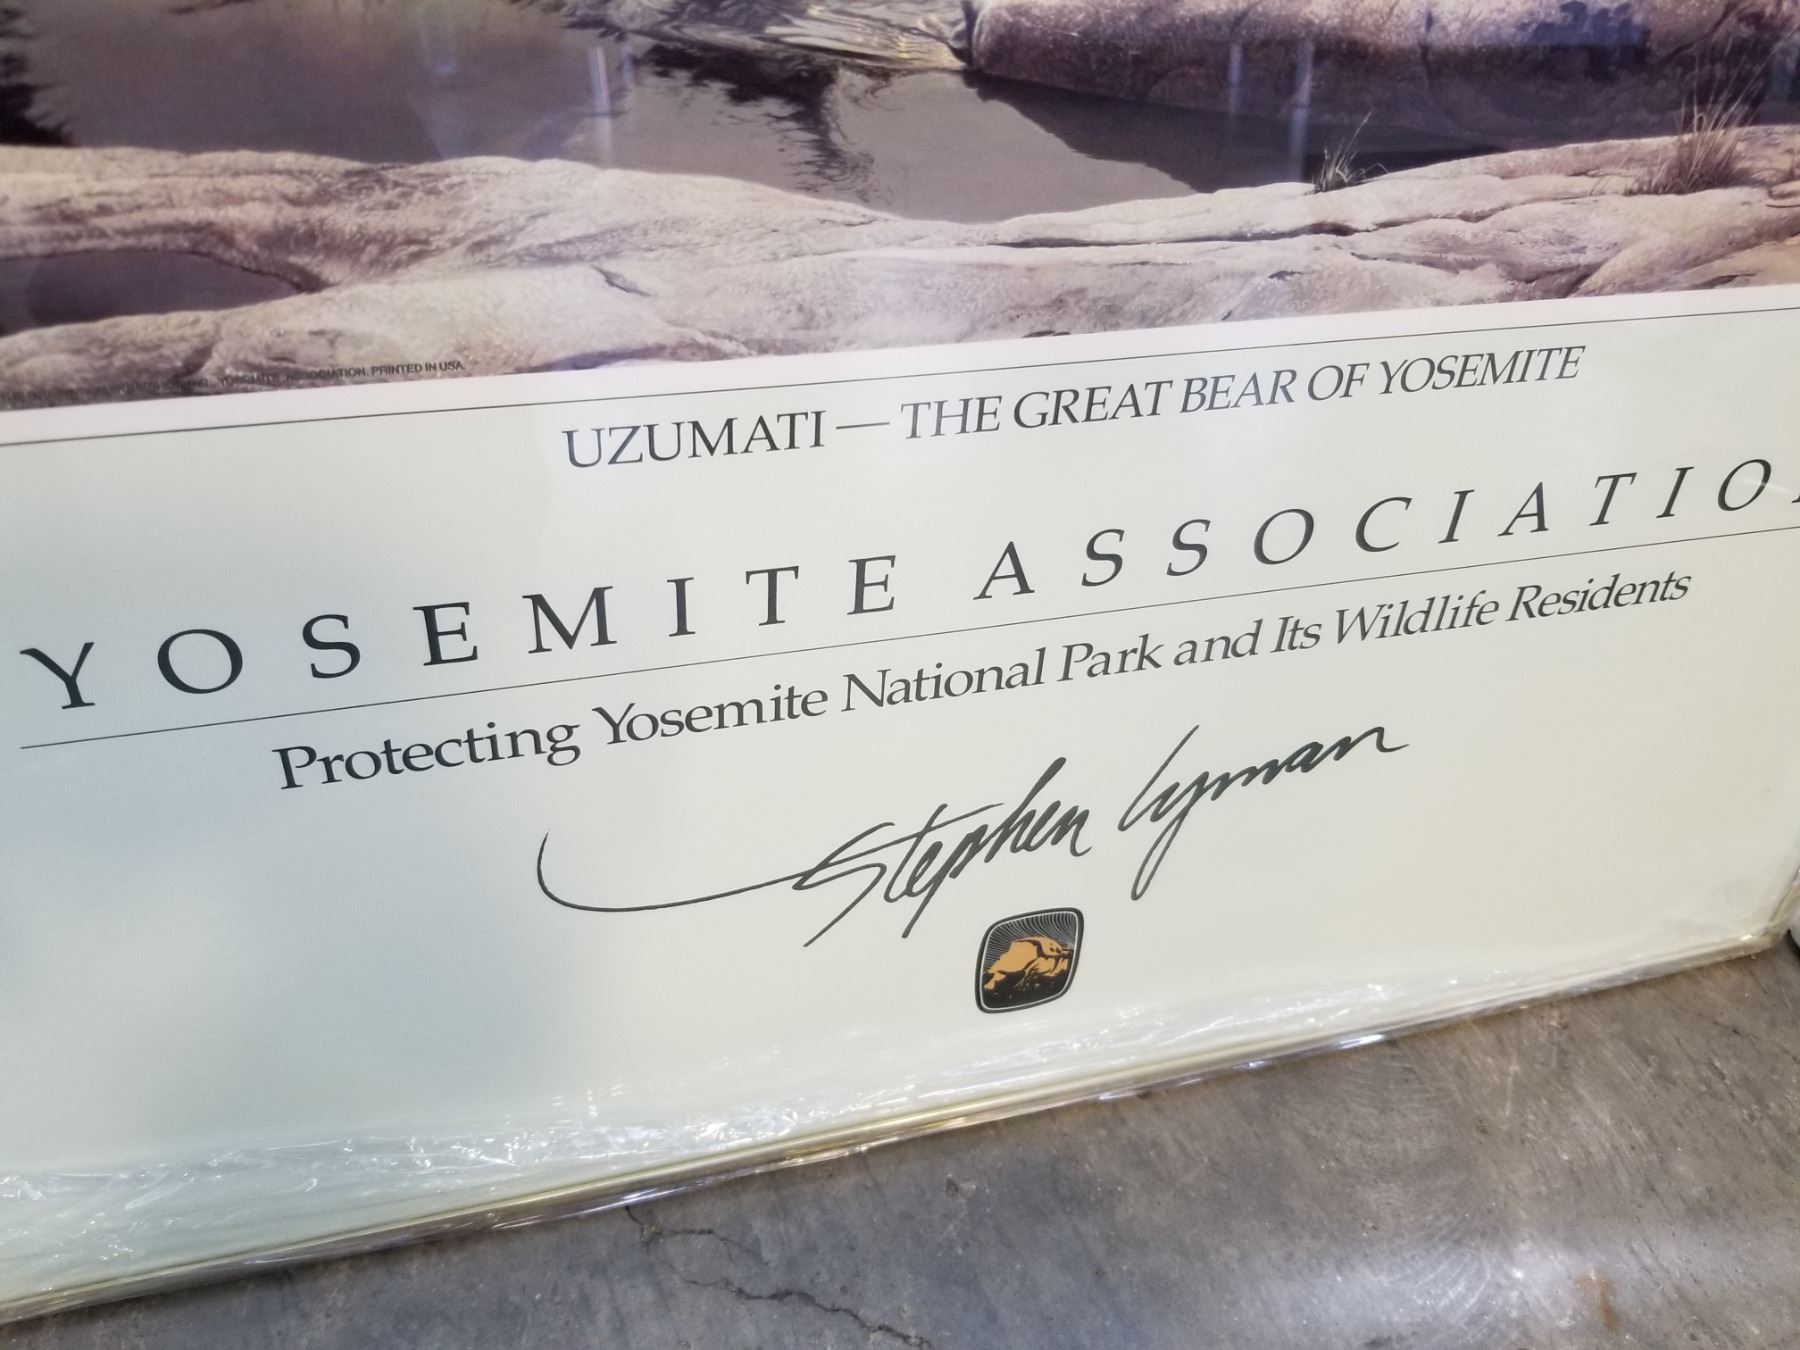 ASSOCIATION. PRINTED IN USA.
UZUMATI — THE GREAT BEAR OF YOSEMITE
YOSEMITE ASSOCIATIO
Protecting Yosemite National Park and Its Wildlife Residents
Stephen Lyman